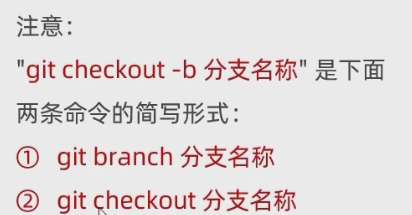 注意：
"git checkout -b 分支名称" 是下面
两条命令的简写形式：
① git branch 分支名称
② git checkout 分支名称